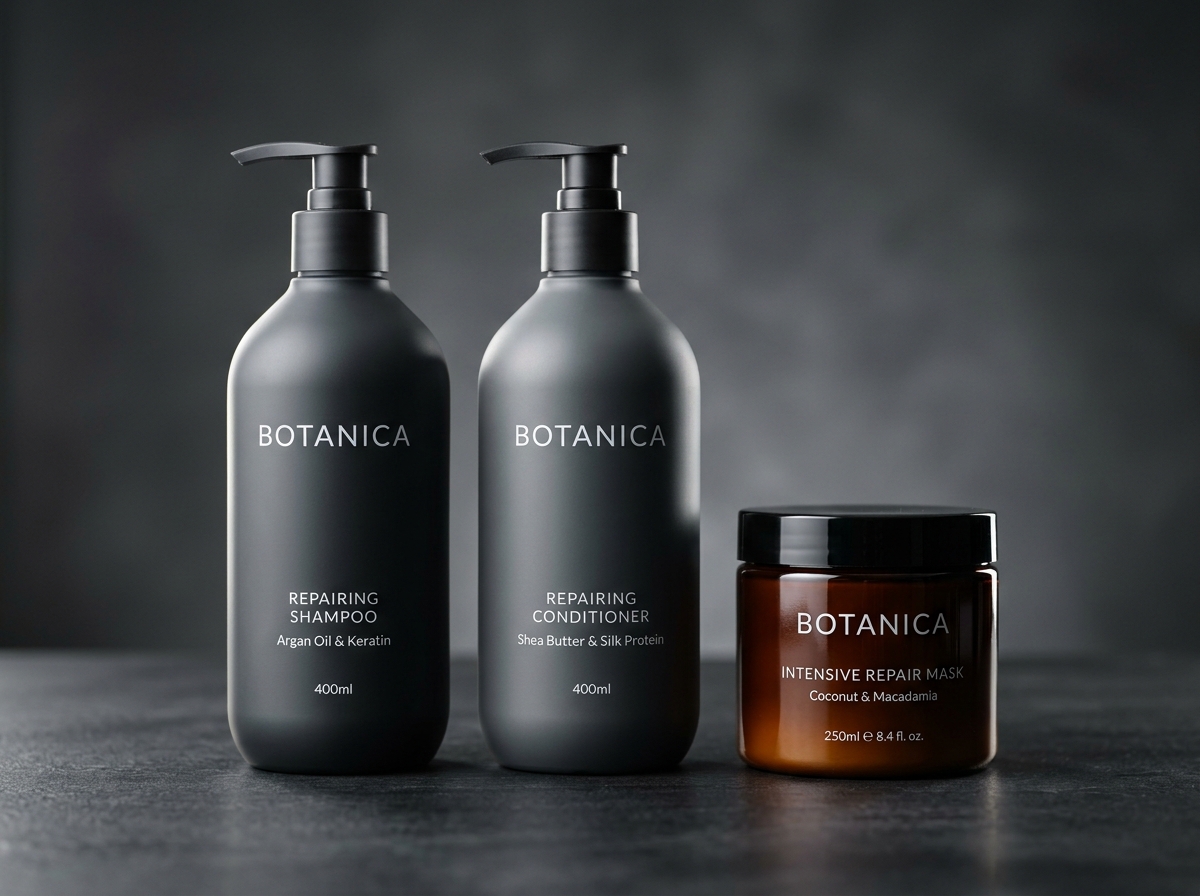 BOTANICA
REPAIRING
SHAMPOO
Argan Oil & Keratin
400ml
BOTANICA
REPAIRING
CONDITIONER
Shea Butter & Silk Protein
400ml
BOTANICA
INTENSIVE REPAIR MASK
Coconut & Macadamia
250ml ℮ 8.4 fl. oz.